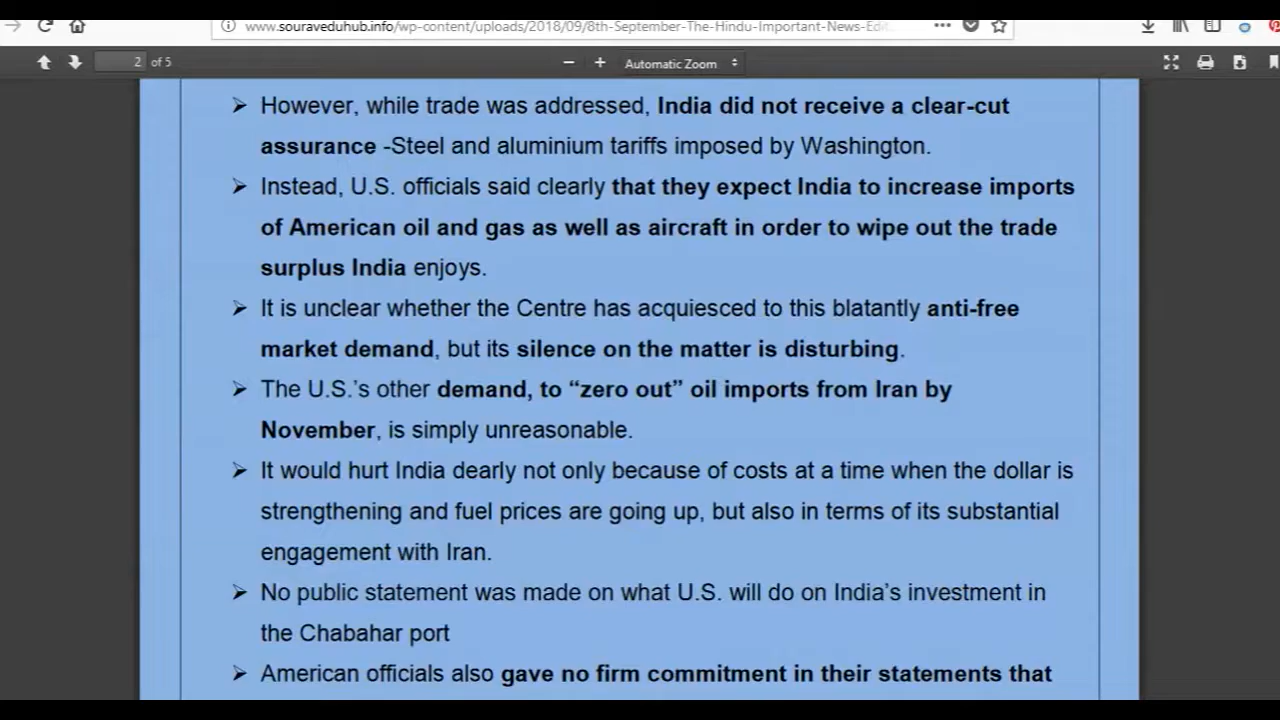 www.souraveduhub.info/wp-content/uploads/2018/09/8th-September-The-Hindu-Important-News-Edi
2 of 5
Automatic Zoom
➢ However, while trade was addressed, India did not receive a clear-cut
assurance -Steel and aluminium tariffs imposed by Washington.
➢ Instead, U.S. officials said clearly that they expect India to increase imports
of American oil and gas as well as aircraft in order to wipe out the trade
surplus India enjoys.
➢ It is unclear whether the Centre has acquiesced to this blatantly anti-free
market demand, but its silence on the matter is disturbing.
➢ The U.S.’s other demand, to “zero out” oil imports from Iran by
November, is simply unreasonable.
➢ It would hurt India dearly not only because of costs at a time when the dollar is
strengthening and fuel prices are going up, but also in terms of its substantial
engagement with Iran.
➢ No public statement was made on what U.S. will do on India’s investment in
the Chabahar port
➢ American officials also gave no firm commitment in their statements that